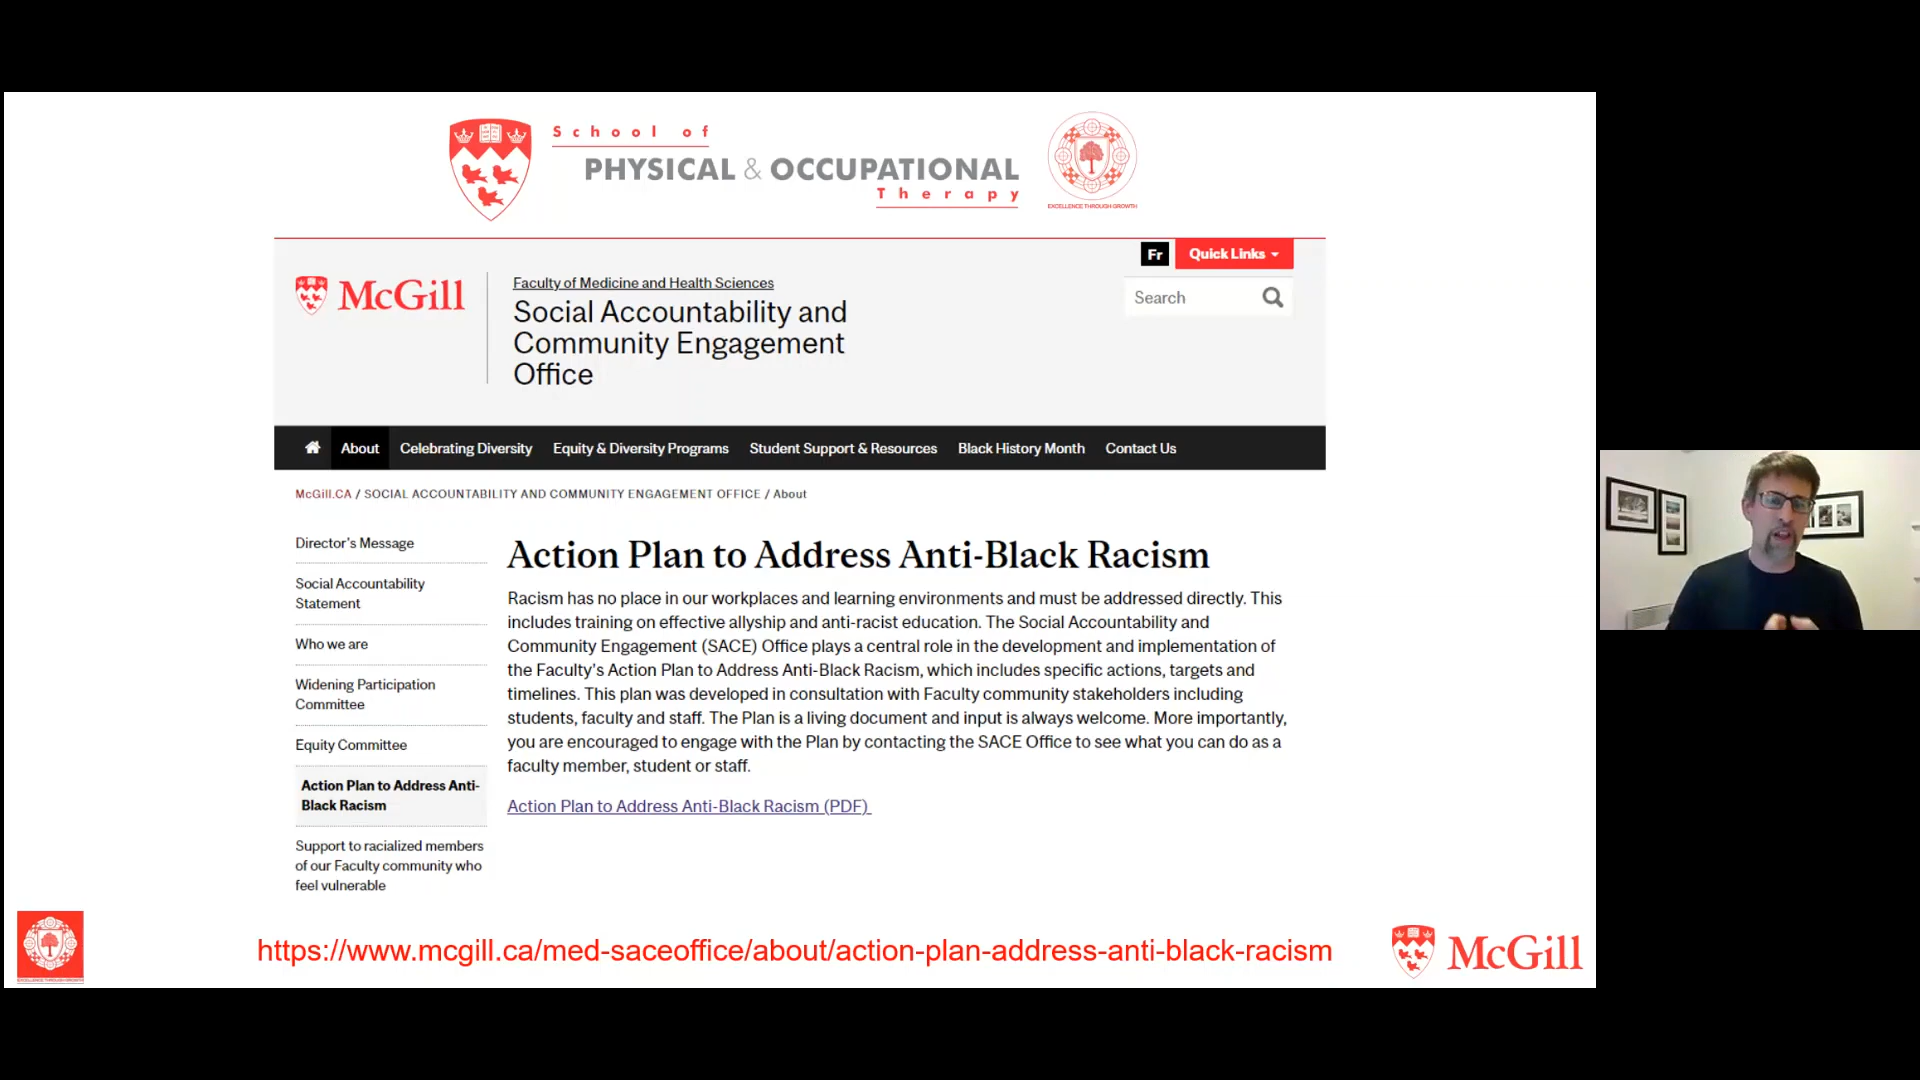 School of
PHYSICAL & OCCUPATIONAL
Therapy
EXCELLENCE THROUGH GROWTH
Fr
Quick Links
McGill
Faculty of Medicine and Health Sciences
Social Accountability and
Community Engagement
Office
Search
About
Celebrating Diversity
Equity & Diversity Programs
Student Support & Resources
Black History Month
Contact Us
McGill.CA / SOCIAL ACCOUNTABILITY AND COMMUNITY ENGAGEMENT OFFICE / About
Director's Message
Social Accountability
Statement
Who we are
Widening Participation
Committee
Equity Committee
Action Plan to Address Anti-
Black Racism
Support to racialized members
of our Faculty community who
feel vulnerable
Action Plan to Address Anti-Black Racism
Racism has no place in our workplaces and learning environments and must be addressed directly. This
includes training on effective allyship and anti-racist education. The Social Accountability and
Community Engagement (SACE) Office plays a central role in the development and implementation of
the Faculty's Action Plan to Address Anti-Black Racism, which includes specific actions, targets and
timelines. This plan was developed in consultation with Faculty community stakeholders including
students, faculty and staff. The Plan is a living document and input is always welcome. More importantly,
you are encouraged to engage with the Plan by contacting the SACE Office to see what you can do as a
faculty member, student or staff.
Action Plan to Address Anti-Black Racism (PDF)
EXCELLENCE THROUGH GROWTH
https://www.mcgill.ca/med-saceoffice/about/action-plan-address-anti-black-racism
McGill